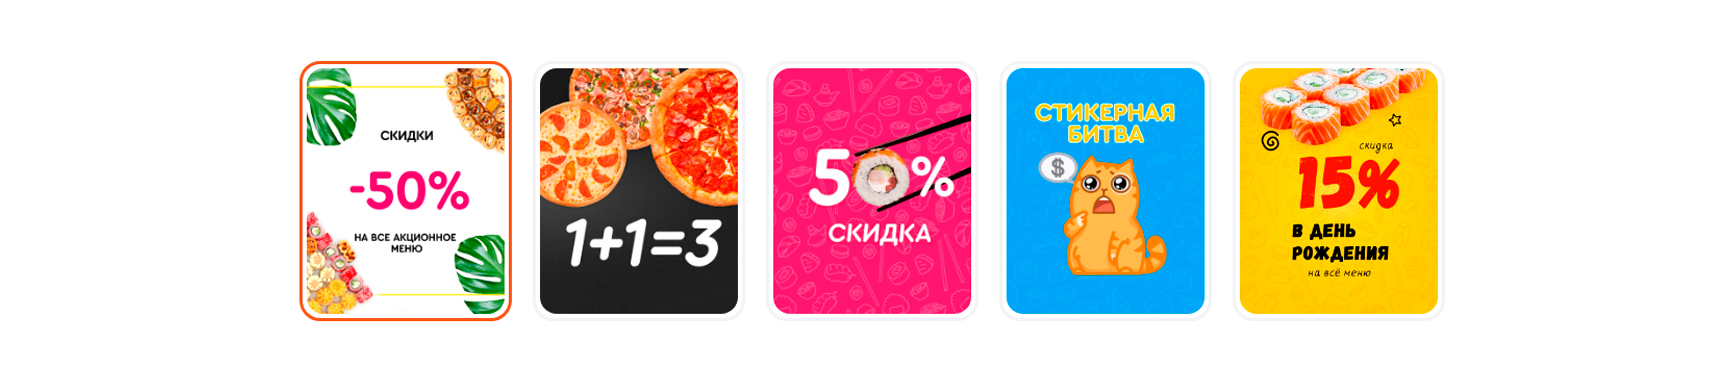 СКИДКИ
-50%
НА ВСЕ АКЦИОННОЕ
МЕНЮ
1+1=3
50%
СКИДКА
СТИКЕРНАЯ
БИТВА
$
скидка
15%
В ДЕНЬ
РОЖДЕНИЯ
на всё меню